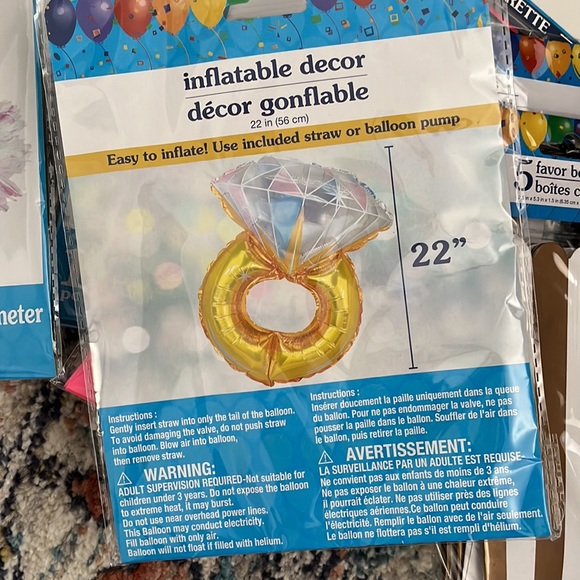 inflatable decor
décor gonflable
22 in (56 cm)
Easy to inflate! Use included straw or balloon pump
22”
Instructions :
Gently insert straw into only the tail of the balloon.
To avoid damaging the valve, do not push straw
into balloon. Blow air into balloon,
then remove straw.
WARNING:
ADULT SUPERVISION REQUIRED-Not suitable for
children under 3 years. Do not expose the balloon
to extreme heat, it may burst.
Do not use near overhead power lines.
This Balloon may conduct electricity.
Fill balloon with only air.
Balloon will not float if filled with helium.
Instructions :
Insérer doucement la paille uniquement dans la queue
du ballon. Pour ne pas endommager la valve, ne pas
pousser la paille dans le ballon. Souffler de l'air dans
le ballon, puis retirer la paille.
AVERTISSEMENT:
LA SURVEILLANCE PAR UN ADULTE EST REQUISE-
Ne convient pas aux enfants de moins de 3 ans.
Ne pas exposer le ballon à une chaleur extrême,
il pourrait éclater. Ne pas utiliser près des lignes
électriques aériennes.Ce ballon peut conduire
l'électricité. Remplir le ballon avec de l'air seulement.
Le ballon ne flottera pas s'il est rempli d'hélium.
meter
RETTE
5 favor
boîtes